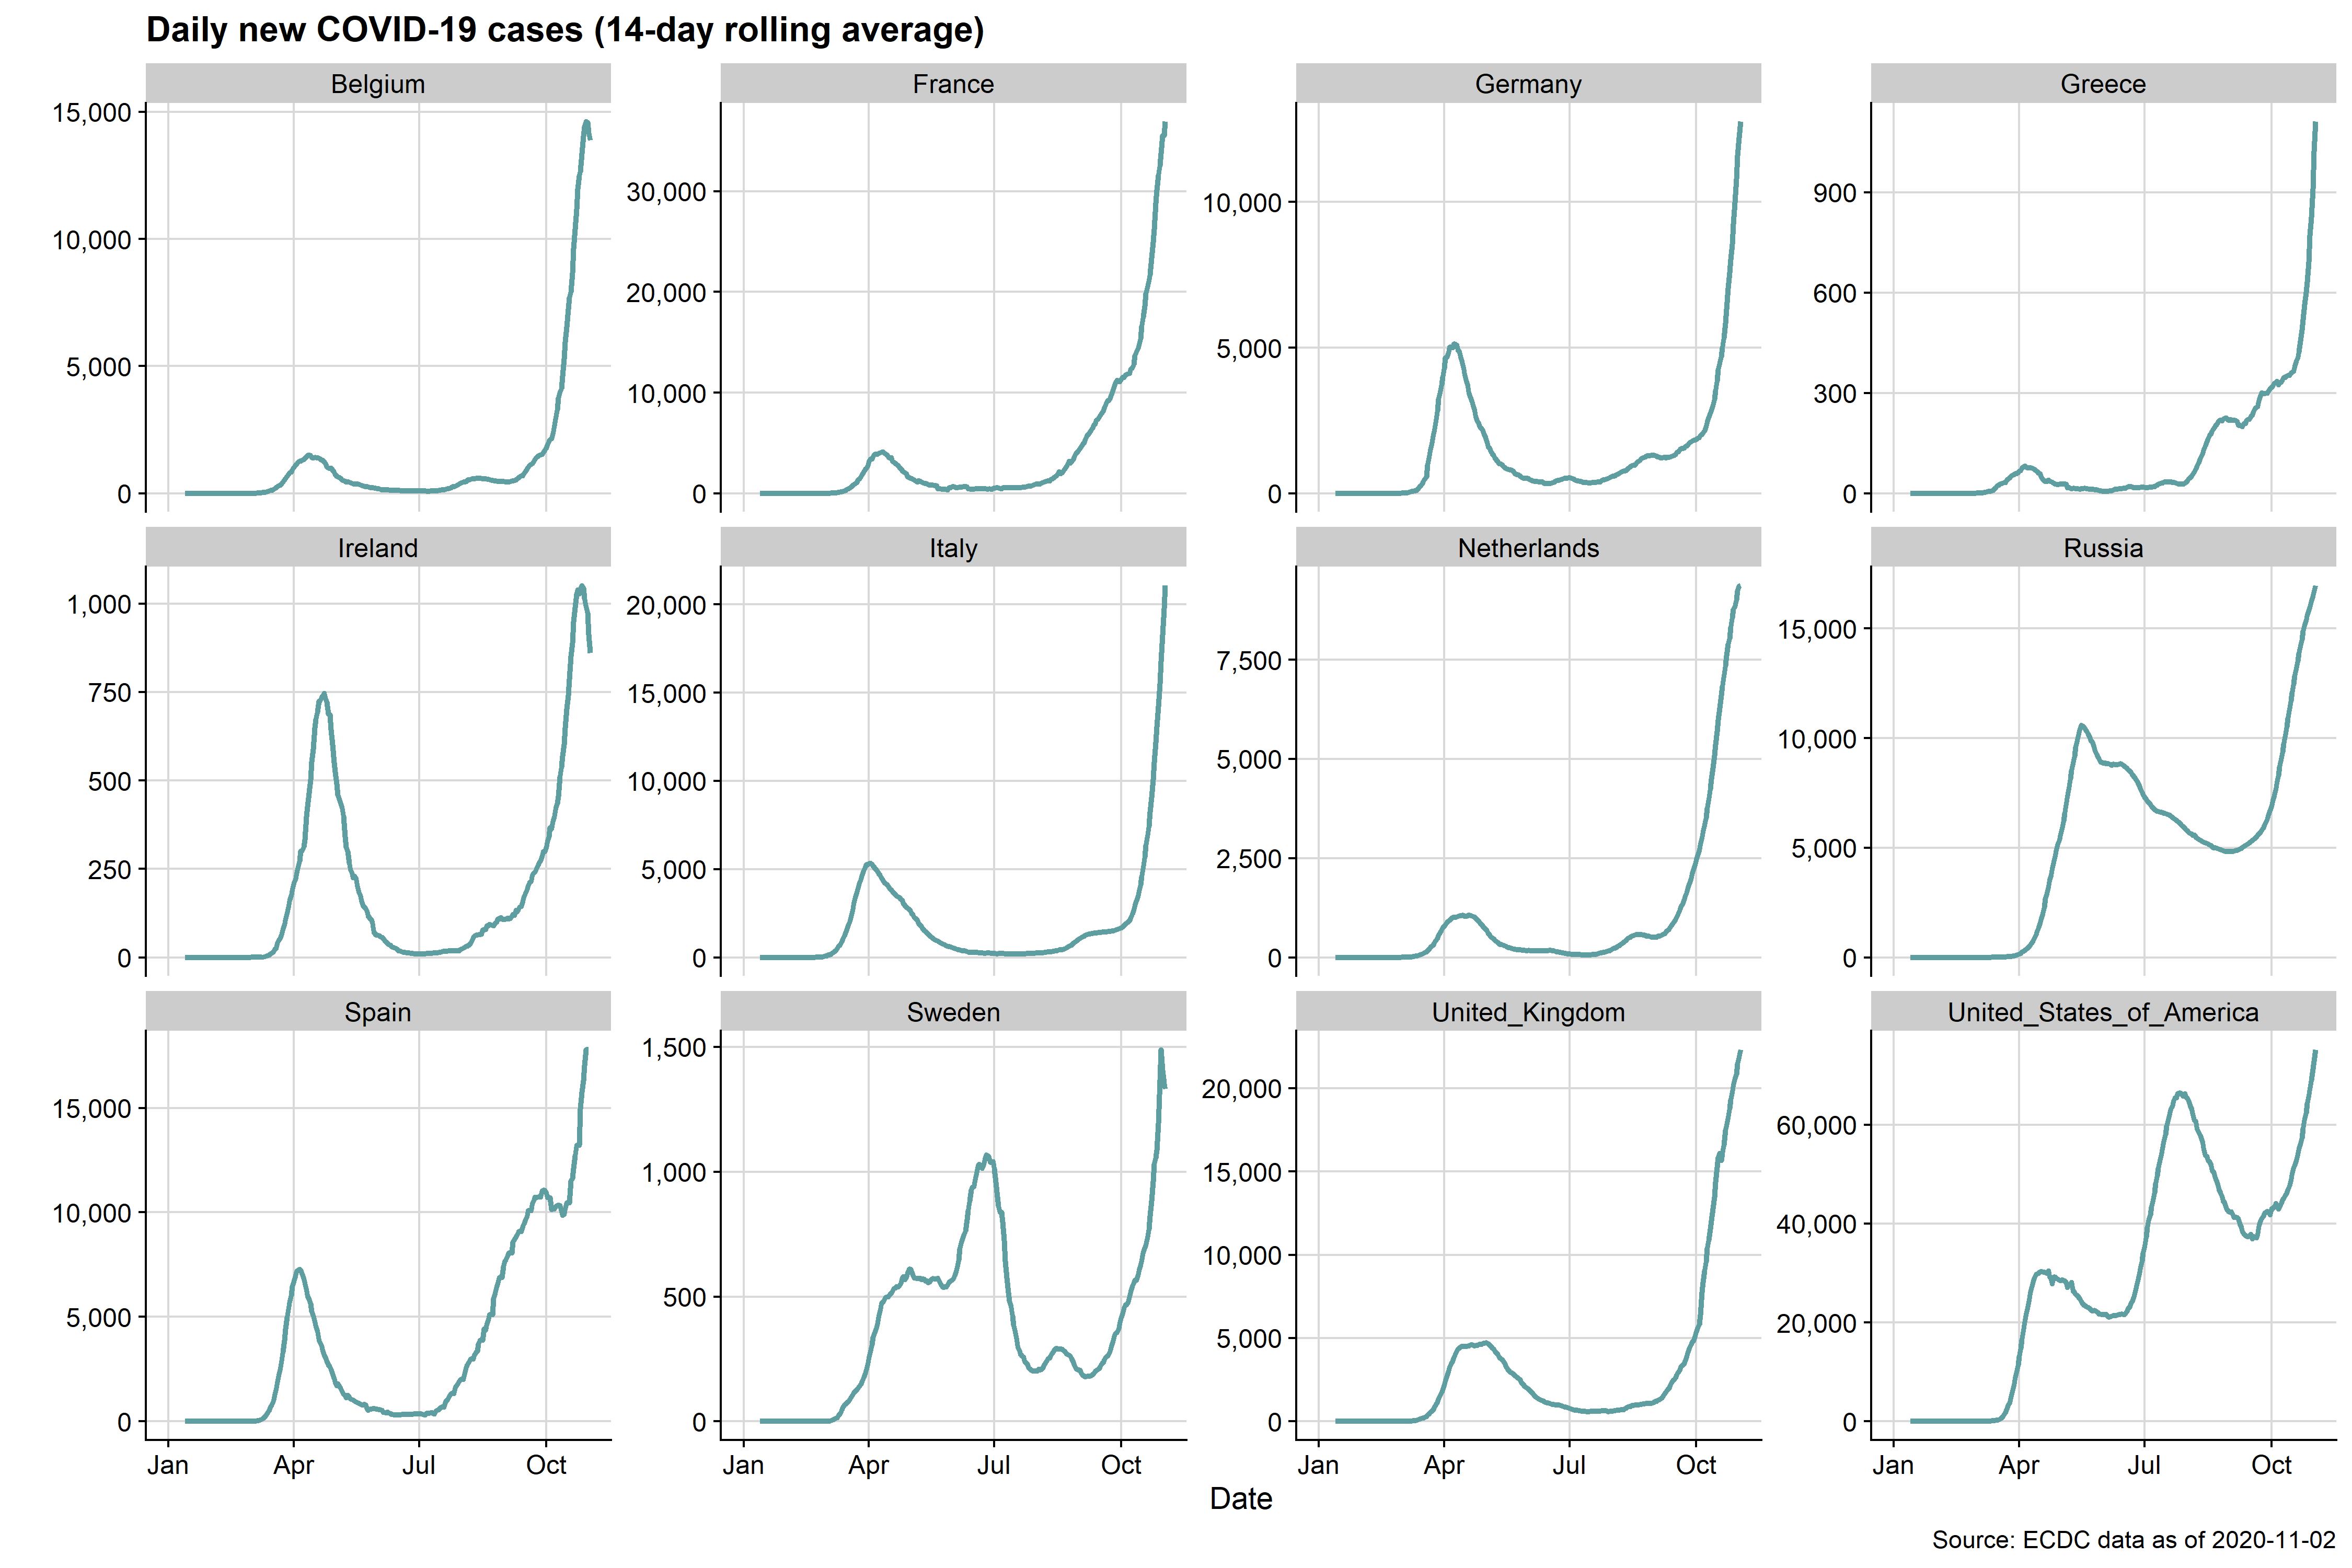 Daily new COVID-19 cases (14-day rolling average)
Belgium
France
Germany
Greece
15,000
10,000
5,000
0
30,000
20,000
10,000
0
10,000
5,000
0
900
600
300
0
Ireland
Italy
Netherlands
Russia
1,000
750
500
250
0
20,000
15,000
10,000
5,000
0
7,500
5,000
2,500
0
15,000
10,000
5,000
0
Spain
Sweden
United_Kingdom
United_States_of_America
15,000
10,000
5,000
0
1,500
1,000
500
0
20,000
15,000
10,000
5,000
0
60,000
40,000
20,000
0
Jan Apr Jul Oct
Jan Apr Jul Oct
Jan Apr Jul Oct
Jan Apr Jul Oct
Date
Source: ECDC data as of 2020-11-02